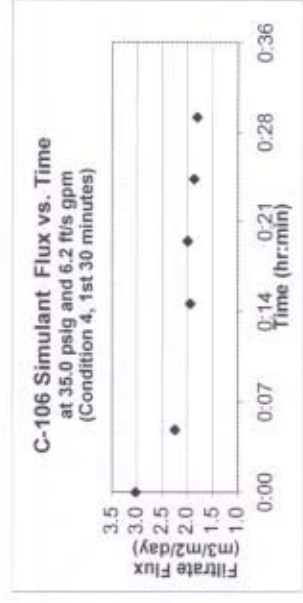 C-106 Simulant Flux vs. Time
at 35.0 psig and 6.2 ft/s gpm
(Condition 4, 1st 30 minutes)
Filtrate Flux
(m3/m2/day)
3.5
3.0
2.5
2.0
1.5
1.0
0:00
0:07
0:14
0:21
0:28
0:36
Time (hr:min)